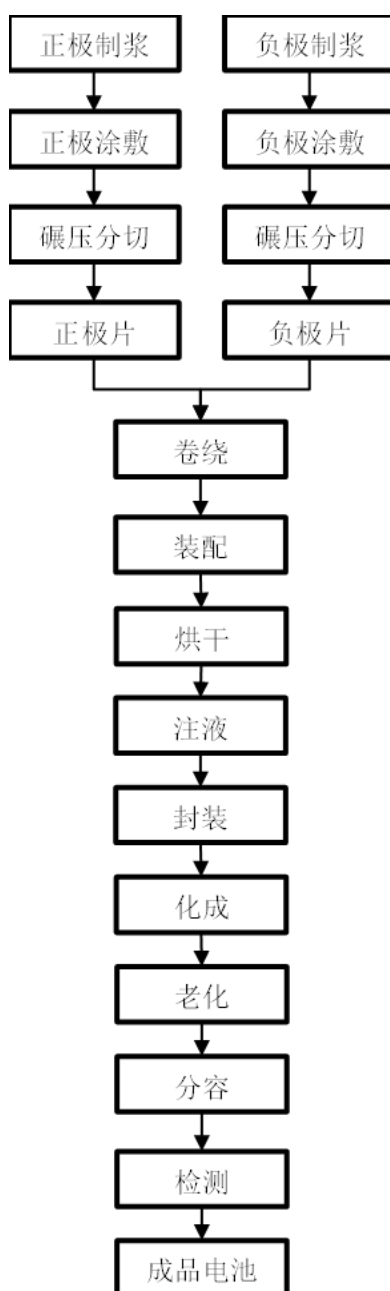 正极制浆
负极制浆
正极涂敷
负极涂敷
碾压分切
碾压分切
正极片
负极片
卷绕
装配
烘干
注液
封装
化成
老化
分容
检测
成品电池